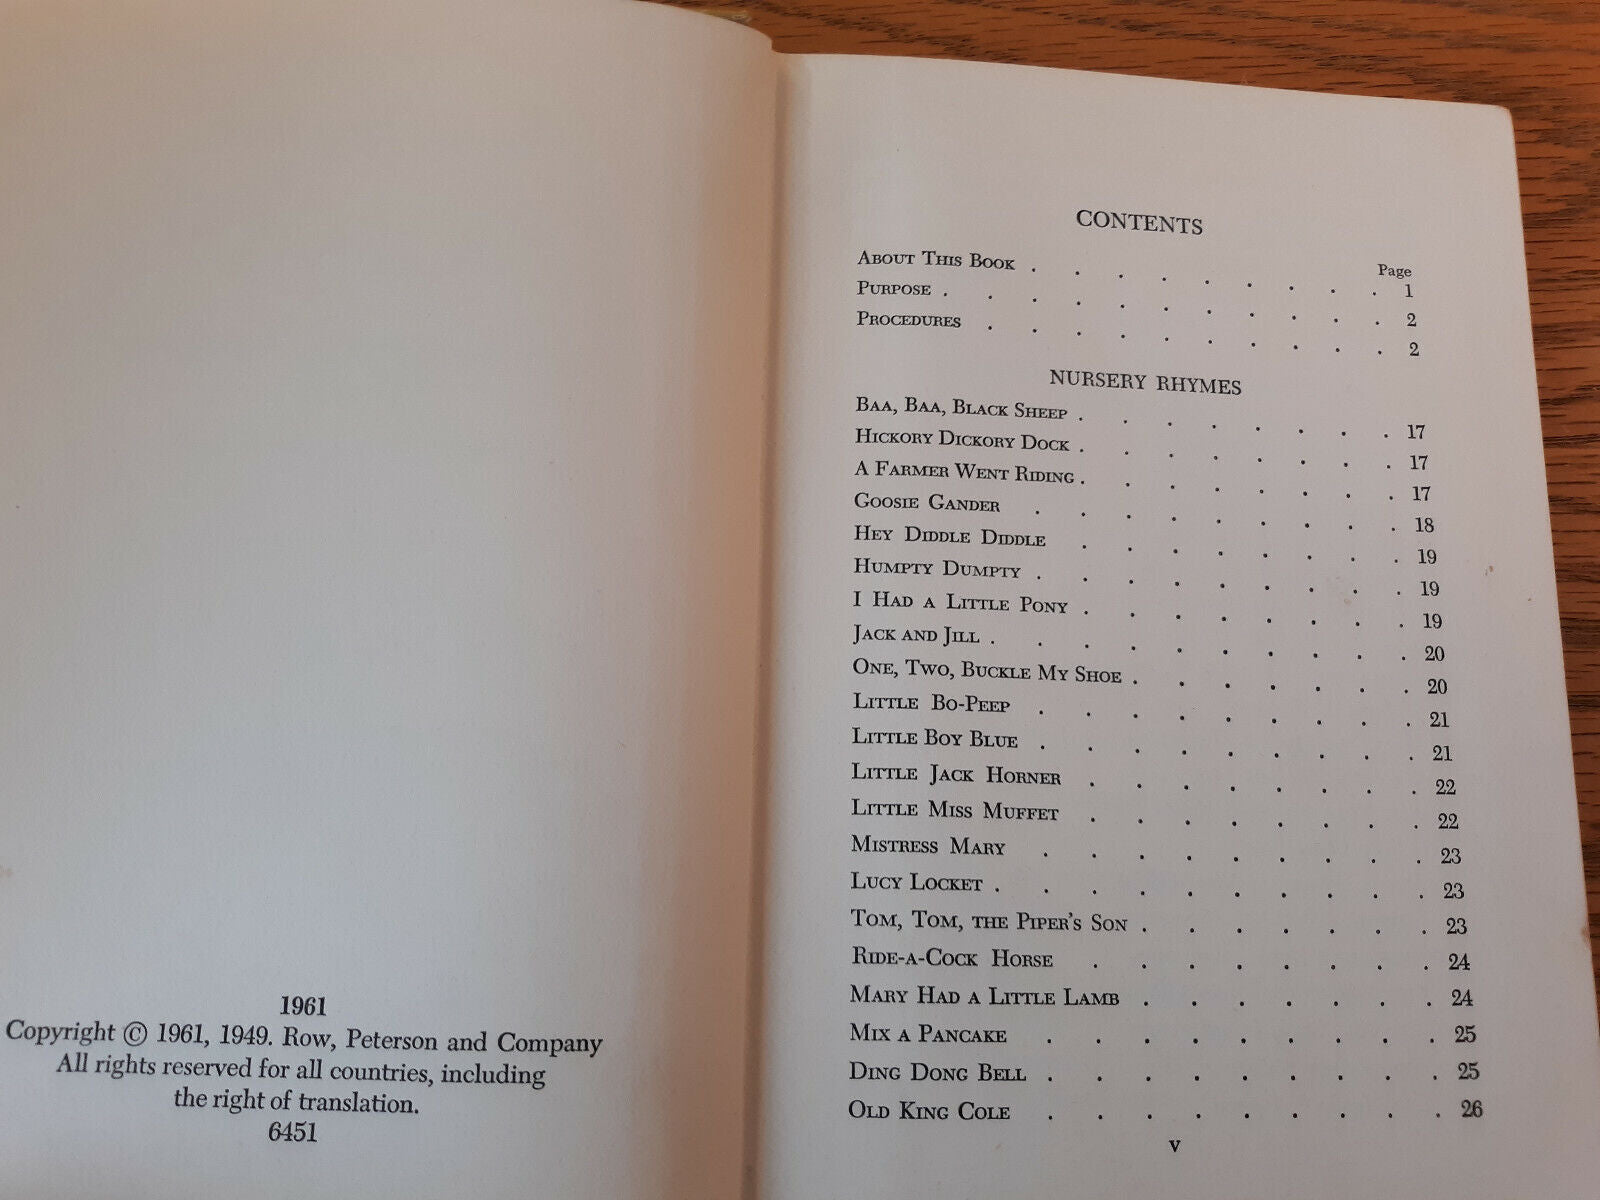 1961
Copyright © 1961, 1949. Row, Peterson and Company
All rights reserved for all countries, including
the right of translation.
6451
CONTENTS
Page
About This Book . . . . . . . . . 1
Purpose . . . . . . . . . . . 2
Procedures . . . . . . . . . . 2
NURSERY RHYMES
Baa, Baa, Black Sheep . . . . . . . . 17
Hickory Dickory Dock . . . . . . . . 17
A Farmer Went Riding . . . . . . . . 17
Goosie Gander . . . . . . . . . 18
Hey Diddle Diddle . . . . . . . . 19
Humpty Dumpty . . . . . . . . . 19
I Had a Little Pony . . . . . . . . 19
Jack and Jill . . . . . . . . . . 20
One, Two, Buckle My Shoe . . . . . . . 20
Little Bo-Peep . . . . . . . . . 21
Little Boy Blue . . . . . . . . . 21
Little Jack Horner . . . . . . . . 22
Little Miss Muffet . . . . . . . . 22
Mistress Mary . . . . . . . . . 23
Lucy Locket . . . . . . . . . . 23
Tom, Tom, the Piper's Son . . . . . . . 23
Ride-a-Cock Horse . . . . . . . . 24
Mary Had a Little Lamb . . . . . . . 24
Mix a Pancake . . . . . . . . . 25
Ding Dong Bell . . . . . . . . . 25
Old King Cole . . . . . . . . . 26
v